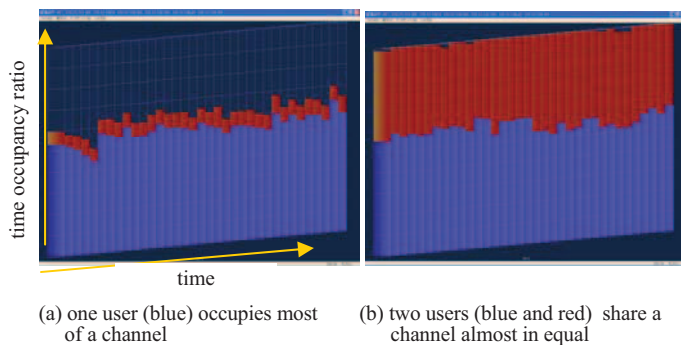 time occupancy ratio
time
(a) one user (blue) occupies most
of a channel
(b) two users (blue and red) share a
channel almost in equal